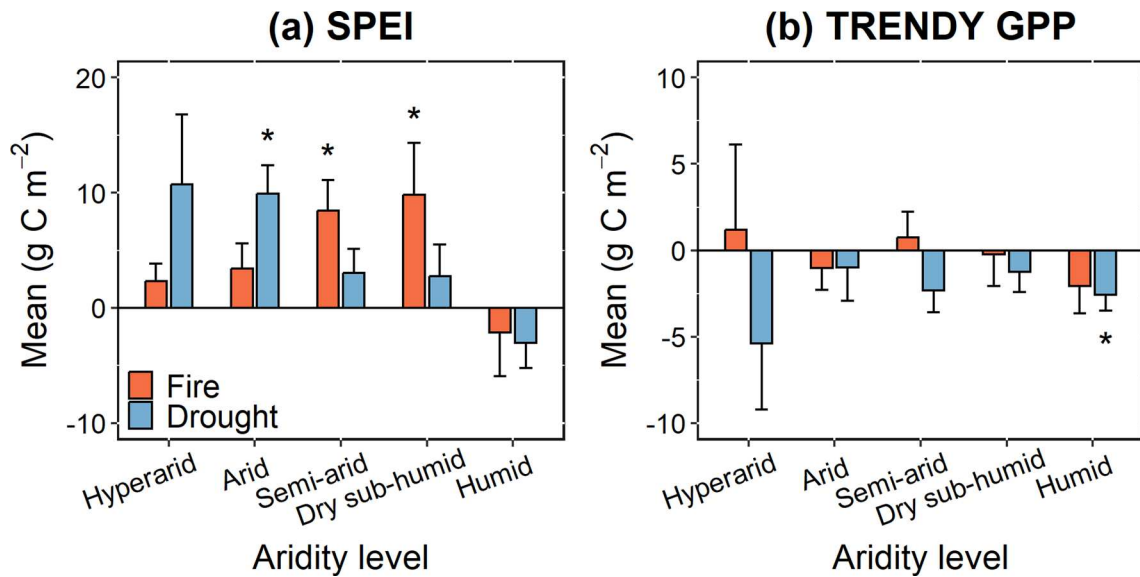 (a) SPEI
Mean (g C m⁻²)
20
10
0
-10
* * *
Fire
Drought
Hyperarid
Arid
Semi-arid
Dry sub-humid
Humid
Aridity level
(b) TRENDY GPP
Mean (g C m⁻²)
10
5
0
-5
-10
*
Hyperarid
Arid
Semi-arid
Dry sub-humid
Humid
Aridity level